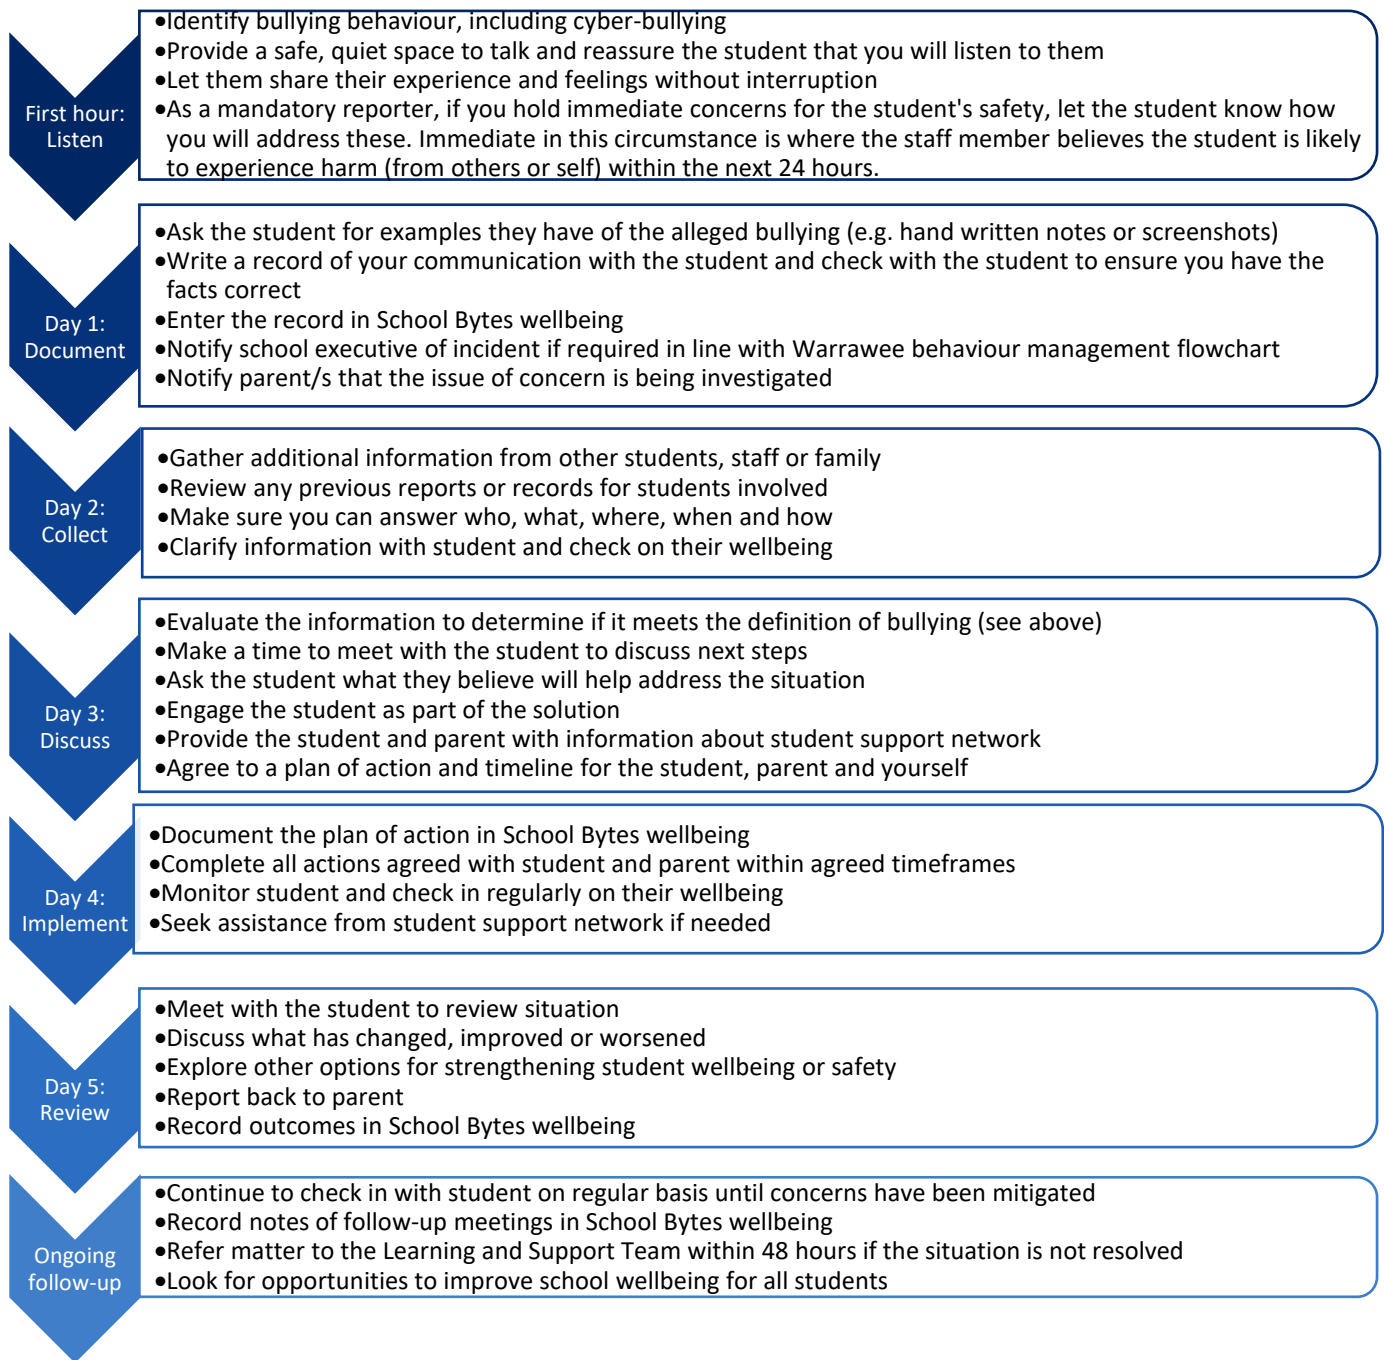 First hour:
Listen
•Identify bullying behaviour, including cyber-bullying
•Provide a safe, quiet space to talk and reassure the student that you will listen to them
•Let them share their experience and feelings without interruption
•As a mandatory reporter, if you hold immediate concerns for the student's safety, let the student know how
you will address these. Immediate in this circumstance is where the staff member believes the student is likely
to experience harm (from others or self) within the next 24 hours.
Day 1:
Document
•Ask the student for examples they have of the alleged bullying (e.g. hand written notes or screenshots)
•Write a record of your communication with the student and check with the student to ensure you have the
facts correct
•Enter the record in School Bytes wellbeing
•Notify school executive of incident if required in line with Warrawee behaviour management flowchart
•Notify parent/s that the issue of concern is being investigated
Day 2:
Collect
•Gather additional information from other students, staff or family
•Review any previous reports or records for students involved
•Make sure you can answer who, what, where, when and how
•Clarify information with student and check on their wellbeing
Day 3:
Discuss
•Evaluate the information to determine if it meets the definition of bullying (see above)
•Make a time to meet with the student to discuss next steps
•Ask the student what they believe will help address the situation
•Engage the student as part of the solution
•Provide the student and parent with information about student support network
•Agree to a plan of action and timeline for the student, parent and yourself
Day 4:
Implement
•Document the plan of action in School Bytes wellbeing
•Complete all actions agreed with student and parent within agreed timeframes
•Monitor student and check in regularly on their wellbeing
•Seek assistance from student support network if needed
Day 5:
Review
•Meet with the student to review situation
•Discuss what has changed, improved or worsened
•Explore other options for strengthening student wellbeing or safety
•Report back to parent
•Record outcomes in School Bytes wellbeing
Ongoing
follow-up
•Continue to check in with student on regular basis until concerns have been mitigated
•Record notes of follow-up meetings in School Bytes wellbeing
•Refer matter to the Learning and Support Team within 48 hours if the situation is not resolved
•Look for opportunities to improve school wellbeing for all students